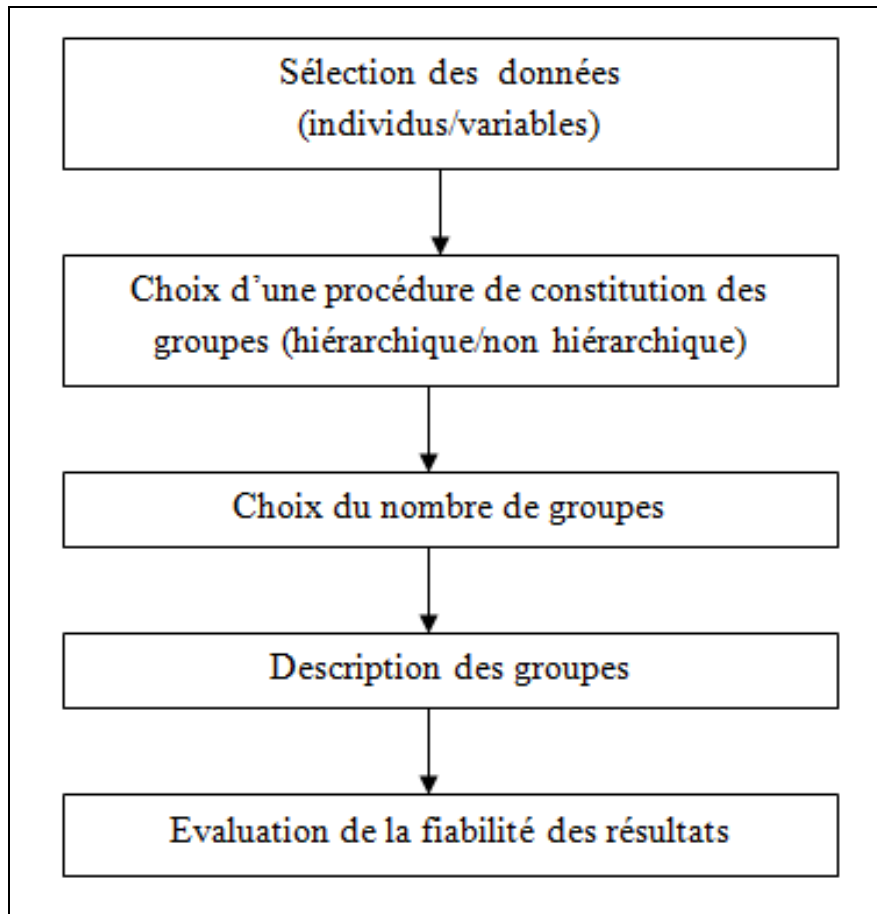 Sélection des données
(individus/variables)
Choix d’une procédure de constitution des
groupes (hiérarchique/non hiérarchique)
Choix du nombre de groupes
Description des groupes
Evaluation de la fiabilité des résultats